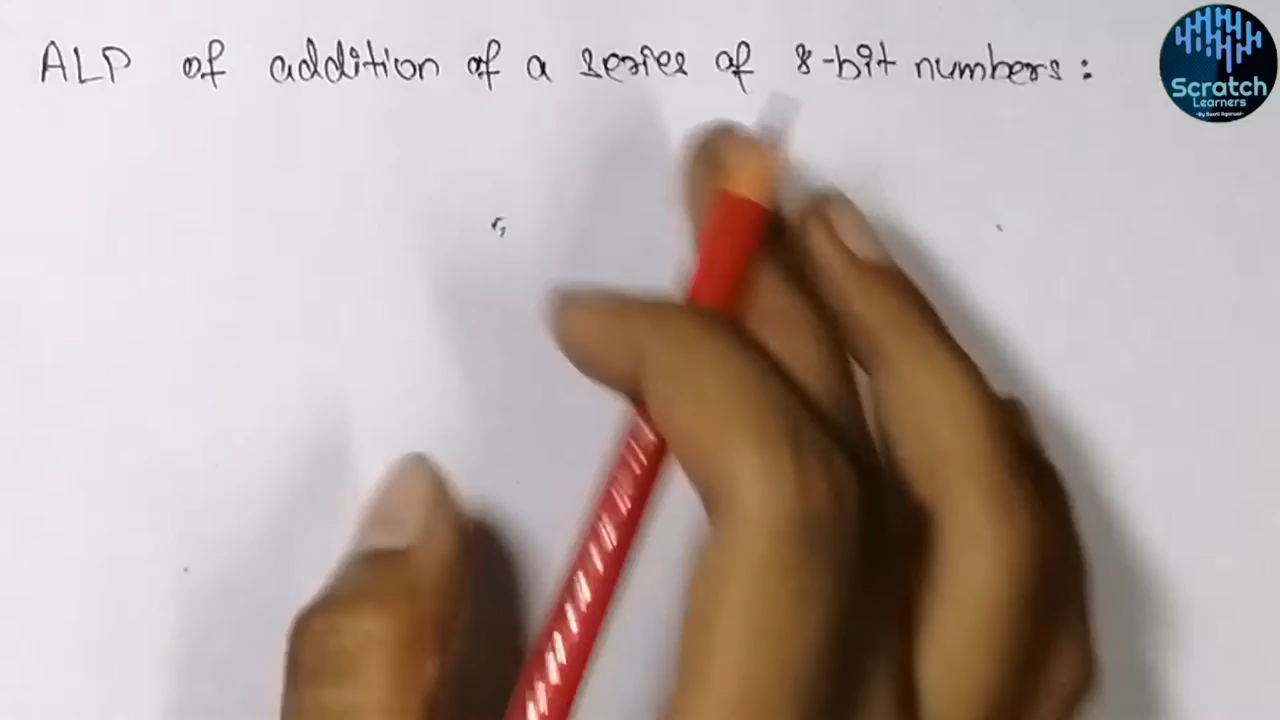 ALP of addition of a series of 8-bit numbers :
Scratch
Learners